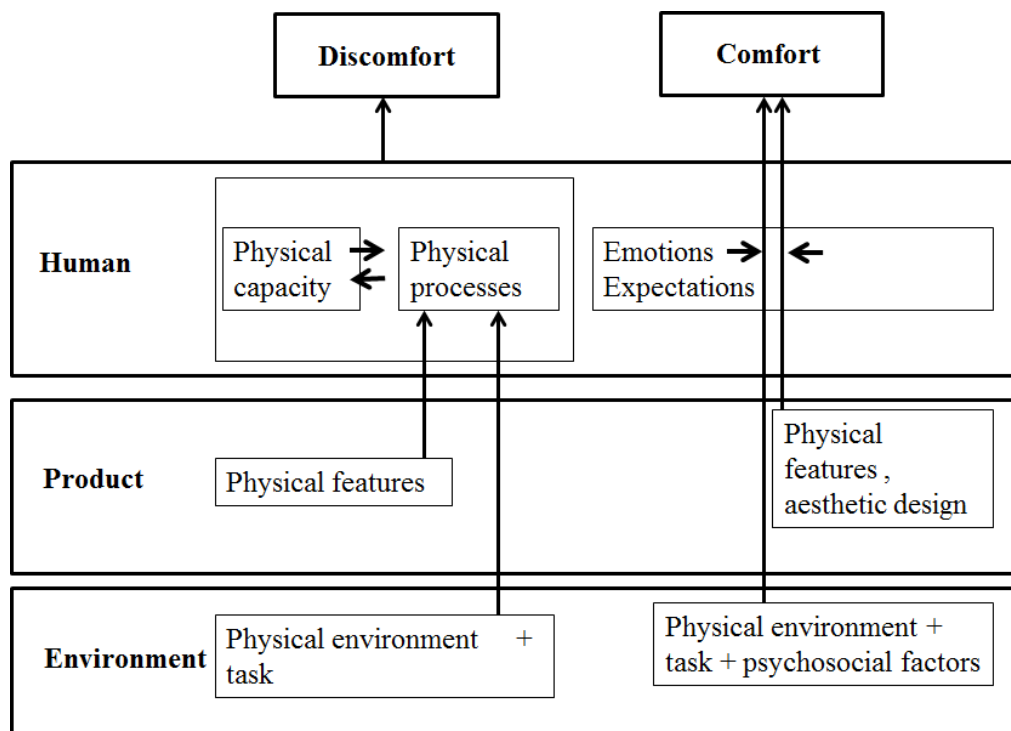 Discomfort
Comfort
Human
Physical
capacity
Physical
processes
Emotions
Expectations
Product
Physical features
Physical
features ,
aesthetic design
Environment
Physical environment +
task
Physical environment +
task + psychosocial factors